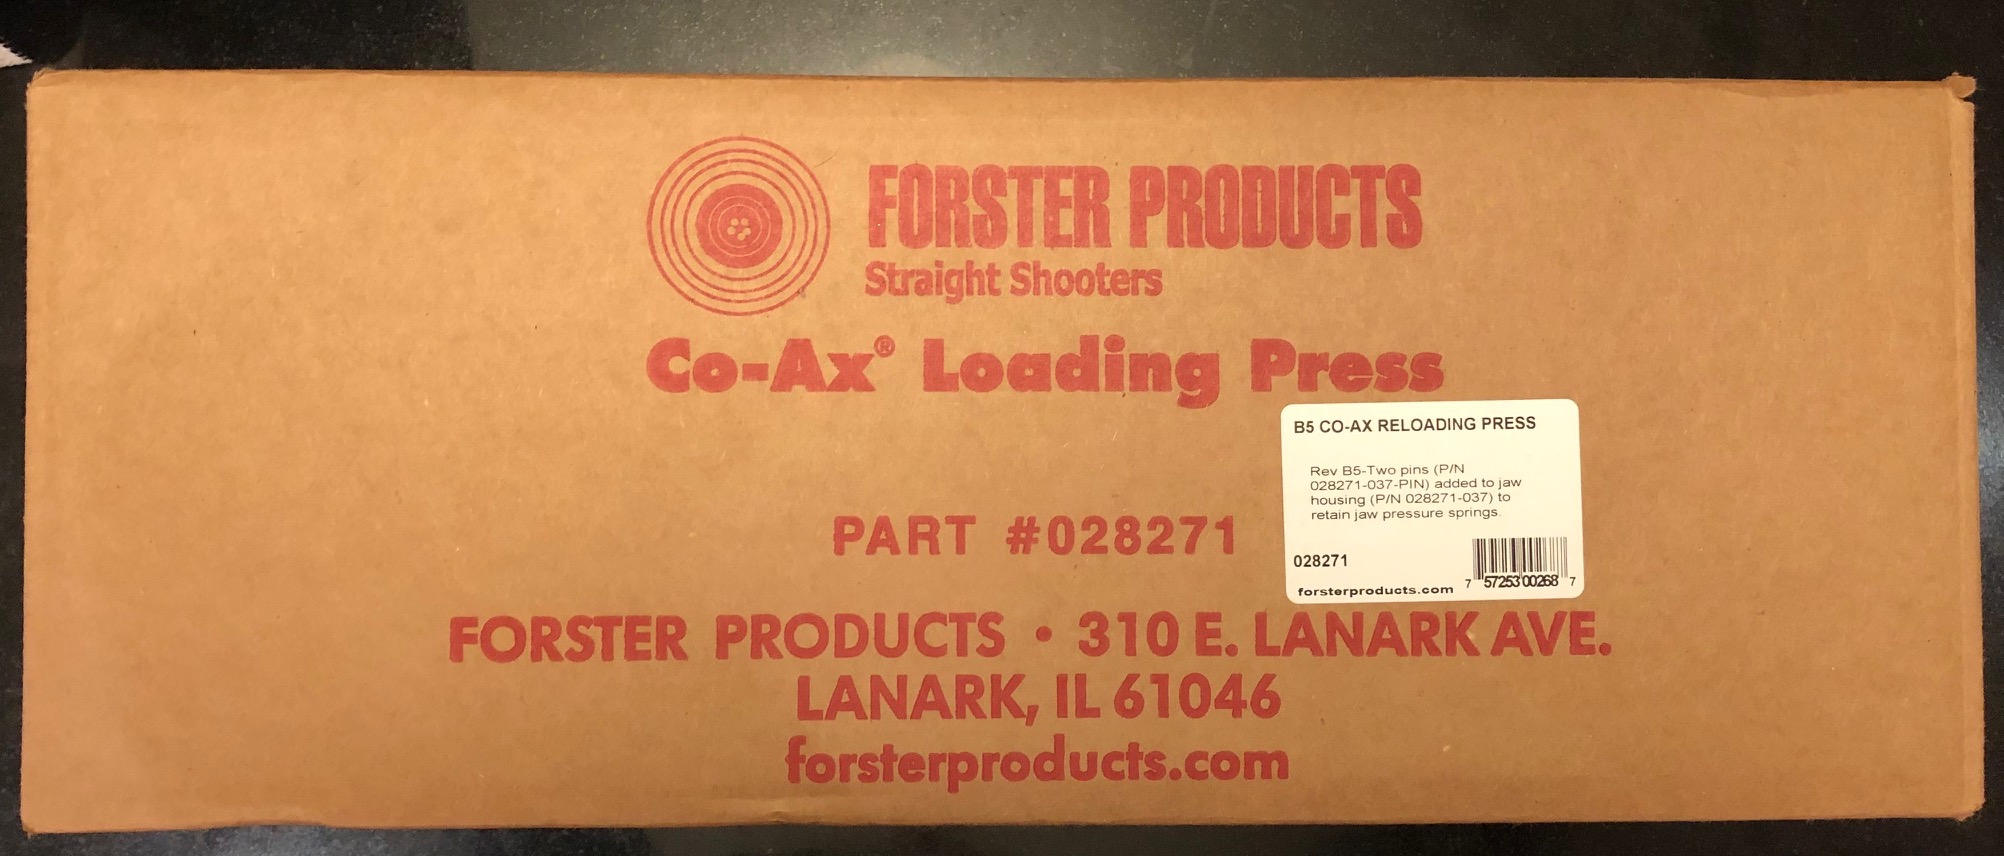 FORSTER PRODUCTS
Straight Shooters
Co-Ax® Loading Press
B5 CO-AX RELOADING PRESS
Rev B5-Two pins (P/N
028271-037-PIN) added to jaw
housing (P/N 028271-037) to
retain jaw pressure springs.
PART #028271
028271
forsterproducts.com
7 57253 00268 7
FORSTER PRODUCTS • 310 E. LANARK AVE.
LANARK, IL 61046
forsterproducts.com